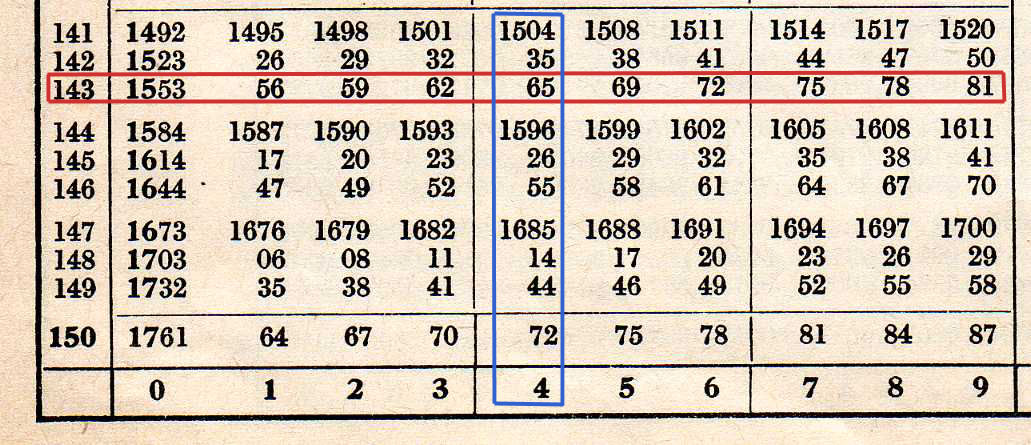 141 1492 1495 1498 1501 1504 1508 1511 1514 1517 1520
142 1523 26 29 32 35 38 41 44 47 50
143 1553 56 59 62 65 69 72 75 78 81
144 1584 1587 1590 1593 1596 1599 1602 1605 1608 1611
145 1614 17 20 23 26 29 32 35 38 41
146 1644 47 49 52 55 58 61 64 67 70
147 1673 1676 1679 1682 1685 1688 1691 1694 1697 1700
148 1703 06 08 11 14 17 20 23 26 29
149 1732 35 38 41 44 46 49 52 55 58
150 1761 64 67 70 72 75 78 81 84 87
0 1 2 3 4 5 6 7 8 9